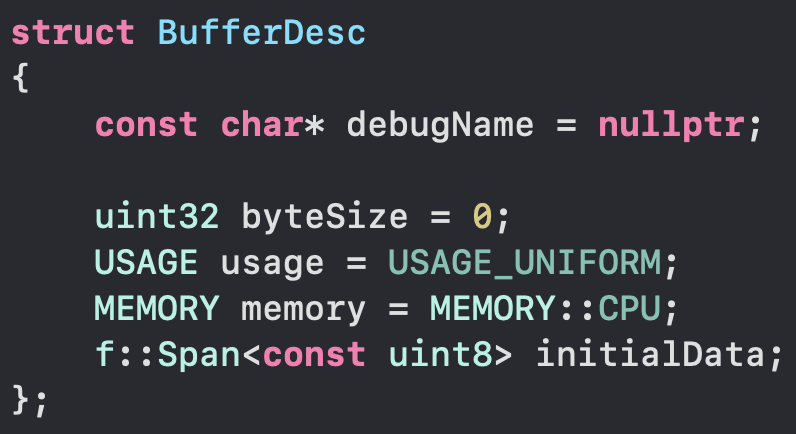 struct BufferDesc
{
    const char* debugName = nullptr;

    uint32 byteSize = 0;
    USAGE usage = USAGE_UNIFORM;
    MEMORY memory = MEMORY::CPU;
    f::Span<const uint8> initialData;
};